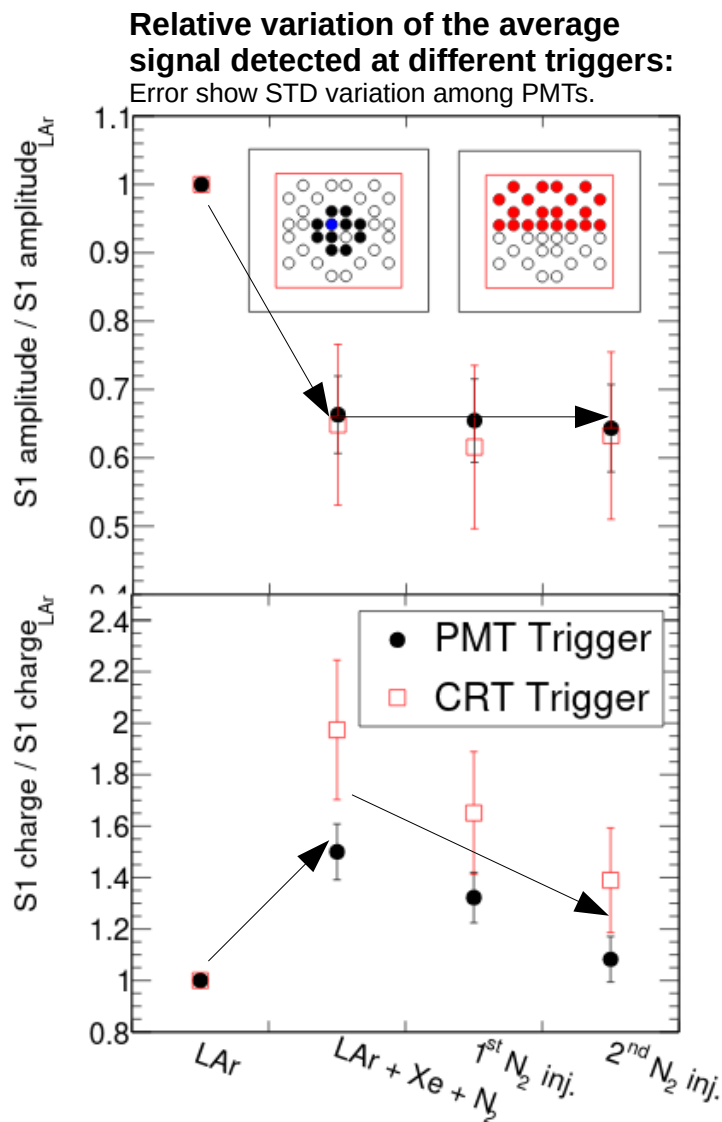 Relative variation of the average
signal detected at different triggers:
Error show STD variation among PMTs.
S1 amplitude / S1 amplitude_LAr
1.1
1
0.9
0.8
0.7
0.6
0.5
0.4
S1 charge / S1 charge_LAr
2.4
2.2
2
1.8
1.6
1.4
1.2
1
0.8
PMT Trigger
CRT Trigger
LAr
LAr + Xe + N₂
1ˢᵗ N₂ inj.
2ⁿᵈ N₂ inj.